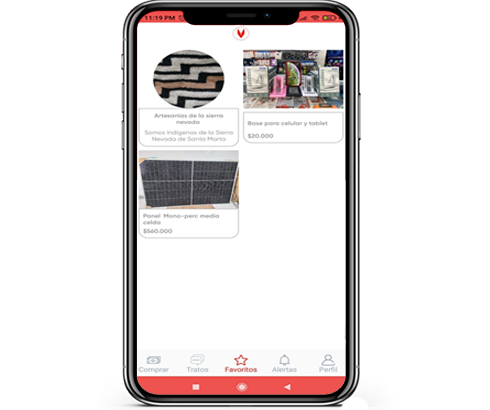 11:19 PM
Artesanias de la sierra
nevada
Somos Indigenas de la Sierra
Nevada de Santa Marta
Base para celular y tablet
$20.000
Panel Mono-perc media
celda
$560.000
Comprar
Tratos
Favoritos
Alertas
Perfil